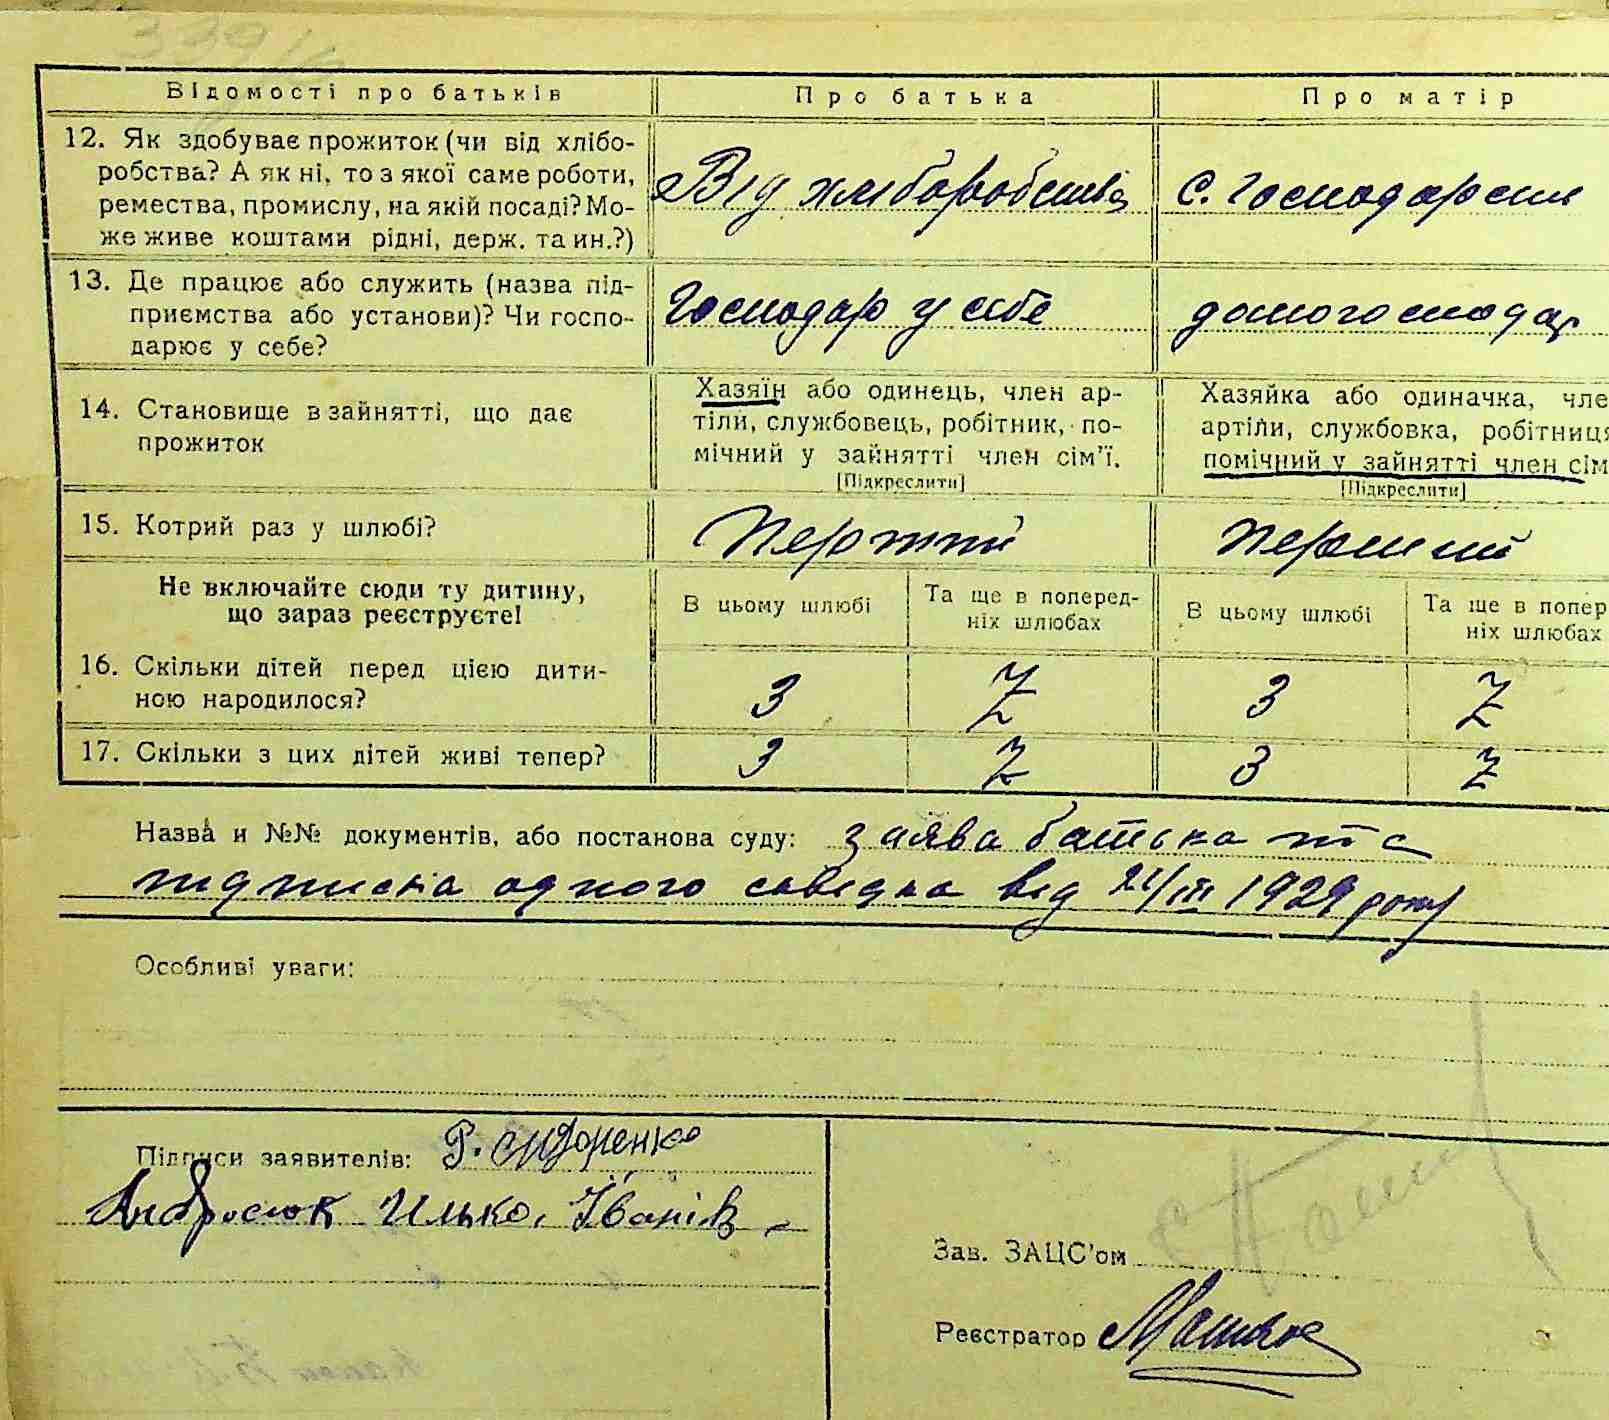 339
Відомості про батьків
Про батька
Про матір
12. Як здобуває прожиток (чи від хлібо-
робства? А як ні, то з якої саме роботи,
ремества, промислу, на якій посаді? Мо-
же живе коштами рідні, держ. та ин.?)
Від хліборобства
С. Господарств
13. Де працює або служить (назва під-
приємства або установи)? Чи госпо-
дарює у себе?
Господар у себе
домогосподар
14. Становище в зайнятті, що дає
прожиток
Хазяїн або одинець, член ар-
тіли, службовець, робітник, по-
мічний у зайнятті член сім'ї.
[Підкреслити]
Хазяйка або одиначка, чле
артіли, службовка, робітниця
помічний у зайнятті член сім
[Підкреслити]
15. Котрий раз у шлюбі?
Перший
перший
Не включайте сюди ту дитину,
що зараз реєструєте!
В цьому шлюбі
Та ще в поперед-
ніх шлюбах
В цьому шлюбі
Та ще в попер
ніх шлюбах
16. Скільки дітей перед цією дити-
ною народилося?
3
Z
3
Z
17. Скільки з цих дітей живі тепер?
3
Z
3
Z
Назва и №№ документів, або постанова суду: заява батька та
підписка одного свідка від /III 1929 року
Особливі уваги:
Підписи заявителів: Г. Сидоренко
Амбросюк Илько, Іванів
Зав. ЗАЦС'ом
Реєстратор